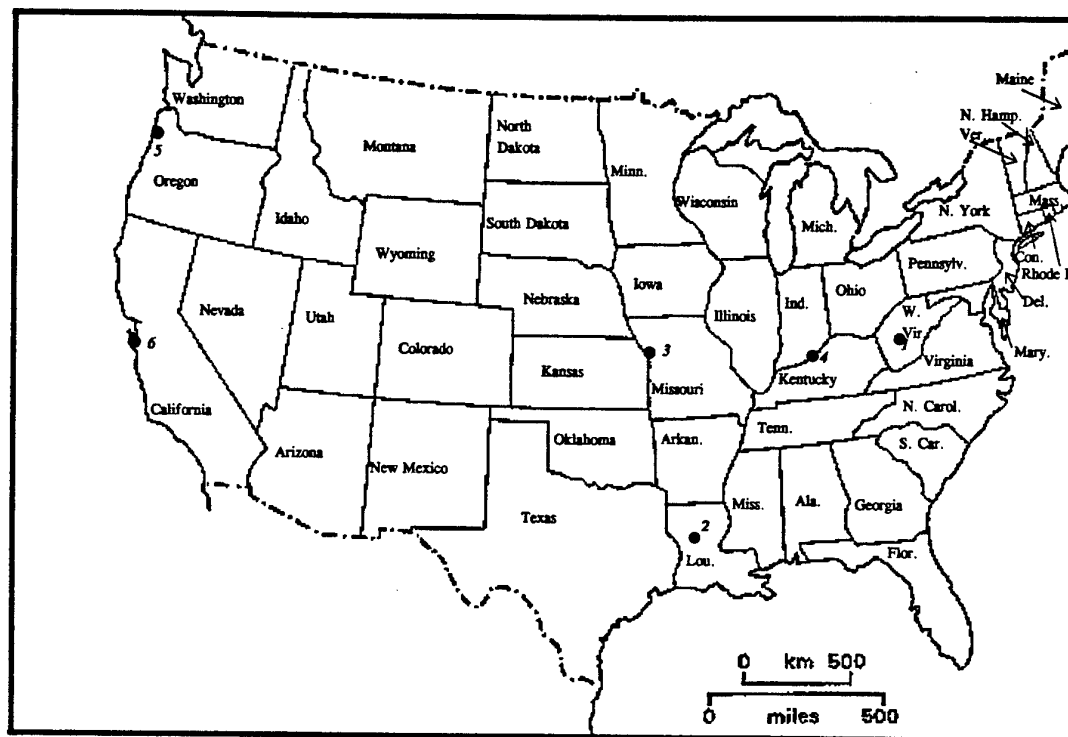 Maine
Washington
N. Hamp.
Ver.
North
Dakota
Montana
Minn.
5
Oregon
Wisconsin
Mass.
Idaho
South Dakota
Mich.
N. York
Wyoming
Con.
Pennsylv.
Rhode I
Iowa
Ohio
Nebraska
Nevada
Utah
Illinois
Ind.
W.
Vir.
Del.
6
Colorado
3
4
Kansas
Virginia
Mary.
Missouri
Kentucky
California
N. Carol.
Tenn.
Oklahoma
Arkan.
S. Car.
Arizona
New Mexico
Texas
Miss.
Ala.
Georgia
2
Lou.
Flor.
0 km 500
0 miles 500